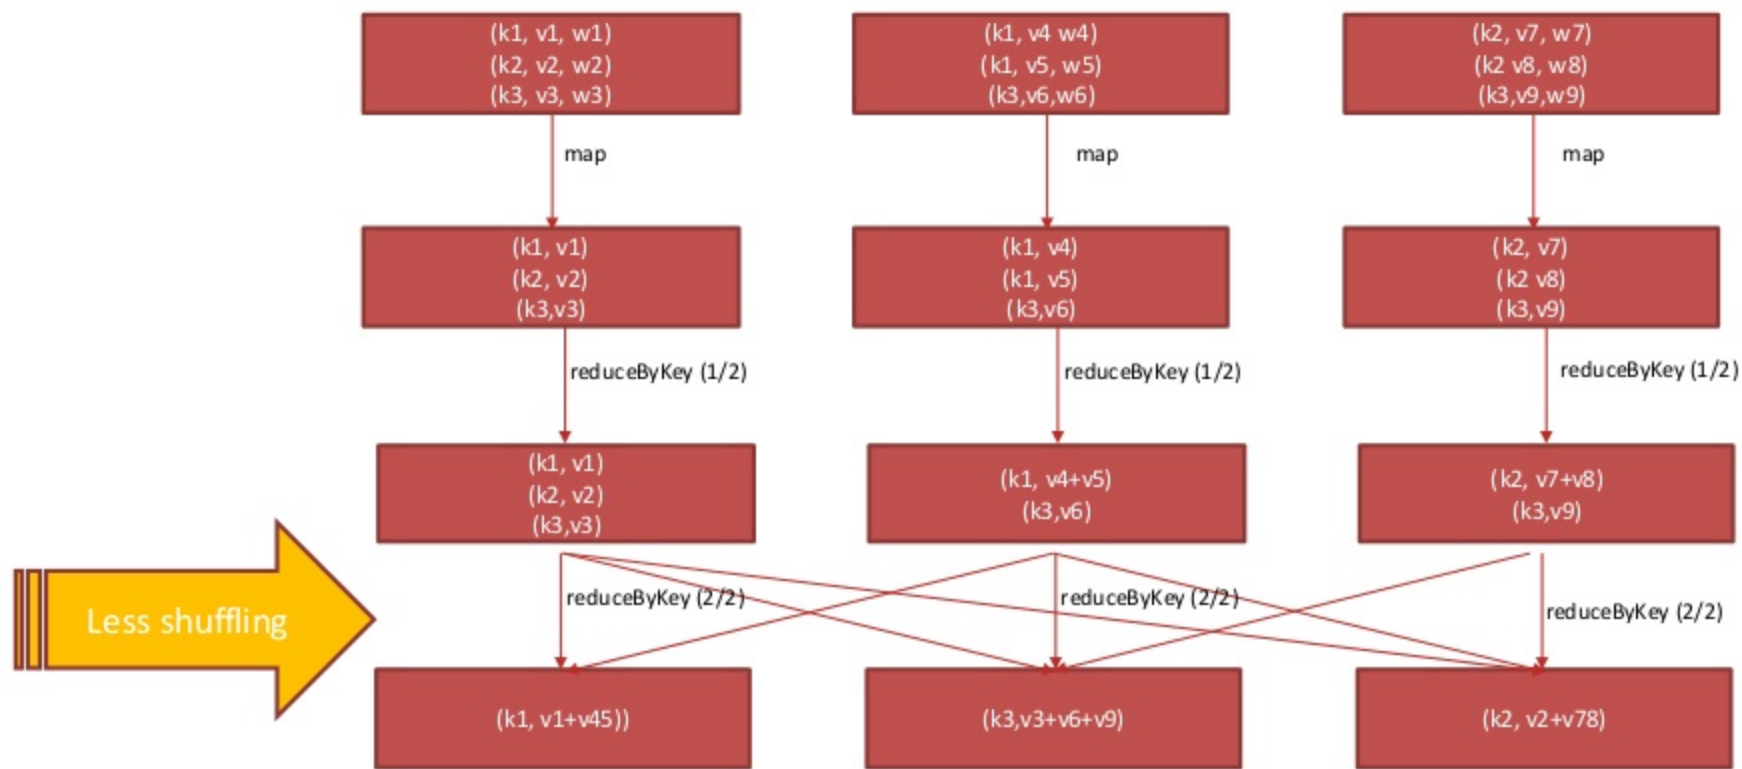 (k1, v1, w1)
(k2, v2, w2)
(k3, v3, w3)
(k1, v4 w4)
(k1, v5, w5)
(k3,v6,w6)
(k2, v7, w7)
(k2 v8, w8)
(k3,v9,w9)
map
map
map
(k1, v1)
(k2, v2)
(k3,v3)
(k1, v4)
(k1, v5)
(k3,v6)
(k2, v7)
(k2 v8)
(k3,v9)
reduceByKey (1/2)
reduceByKey (1/2)
reduceByKey (1/2)
(k1, v1)
(k2, v2)
(k3,v3)
(k1, v4+v5)
(k3,v6)
(k2, v7+v8)
(k3,v9)
Less shuffling
reduceByKey (2/2)
reduceByKey (2/2)
reduceByKey (2/2)
(k1, v1+v45))
(k3,v3+v6+v9)
(k2, v2+v78)